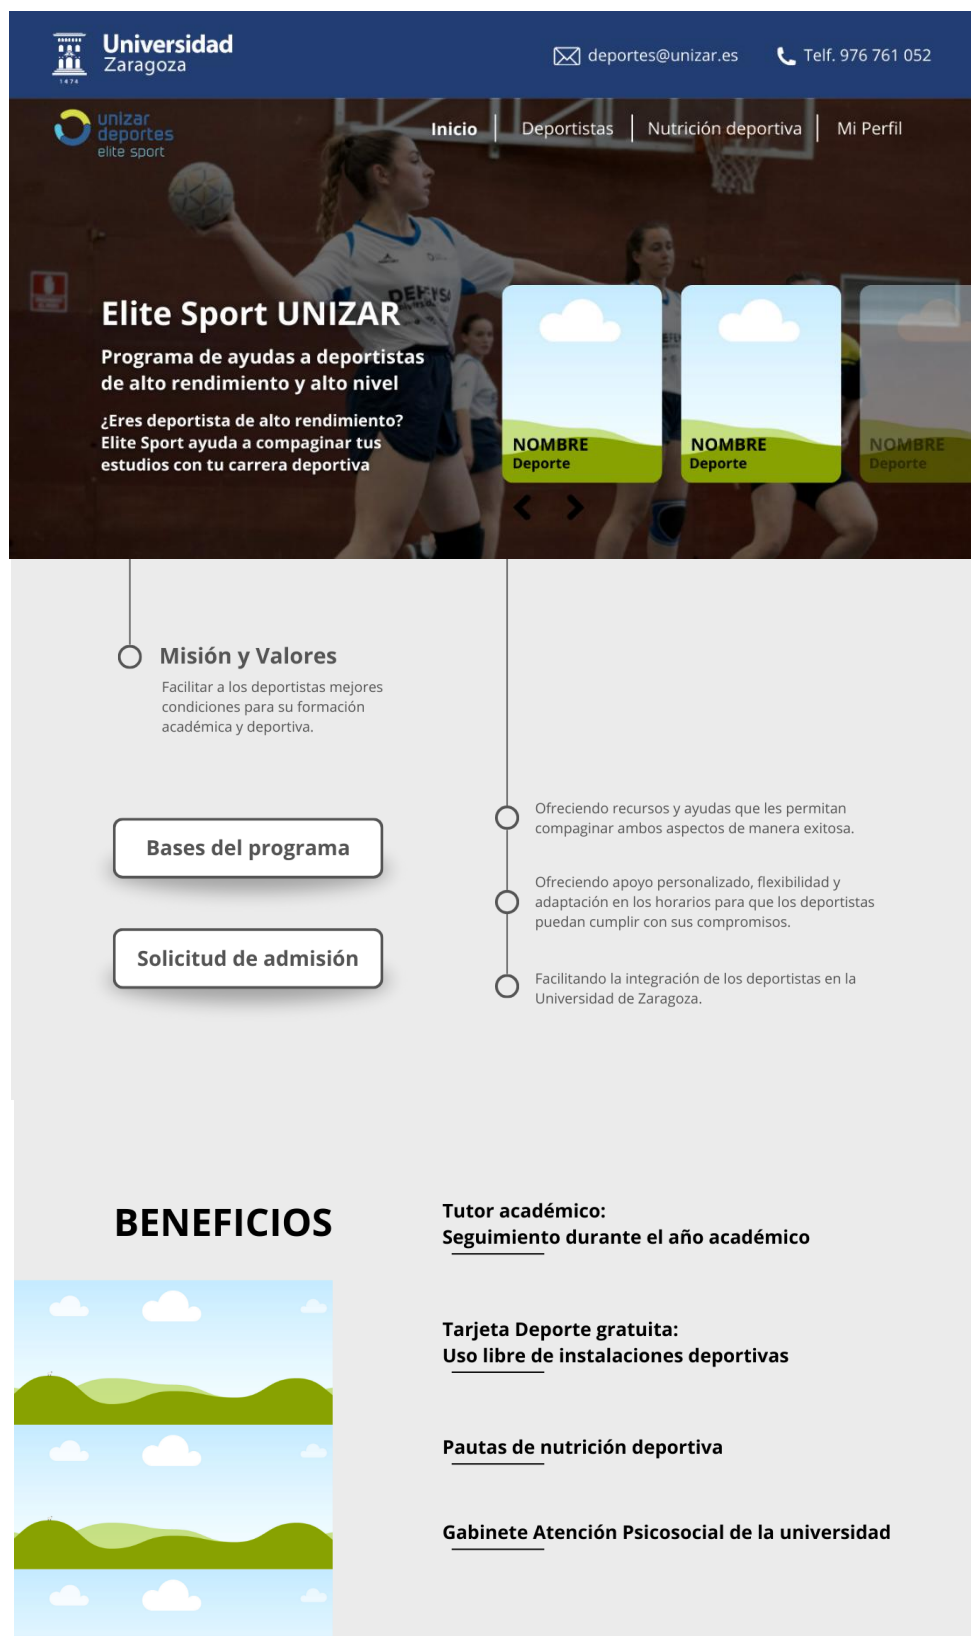 Universidad
Zaragoza
1474
deportes@unizar.es
Telf. 976 761 052
unizar
deportes
elite sport
Inicio
Deportistas
Nutrición deportiva
Mi Perfil
Elite Sport UNIZAR
Programa de ayudas a deportistas
de alto rendimiento y alto nivel
¿Eres deportista de alto rendimiento?
Elite Sport ayuda a compaginar tus
estudios con tu carrera deportiva
NOMBRE
Deporte
NOMBRE
Deporte
NOMBRE
Deporte
Misión y Valores
Facilitar a los deportistas mejores
condiciones para su formación
académica y deportiva.
Bases del programa
Solicitud de admisión
Ofreciendo recursos y ayudas que les permitan
compaginar ambos aspectos de manera exitosa.
Ofreciendo apoyo personalizado, flexibilidad y
adaptación en los horarios para que los deportistas
puedan cumplir con sus compromisos.
Facilitando la integración de los deportistas en la
Universidad de Zaragoza.
BENEFICIOS
Tutor académico:
Seguimiento durante el año académico
Tarjeta Deporte gratuita:
Uso libre de instalaciones deportivas
Pautas de nutrición deportiva
Gabinete Atención Psicosocial de la universidad